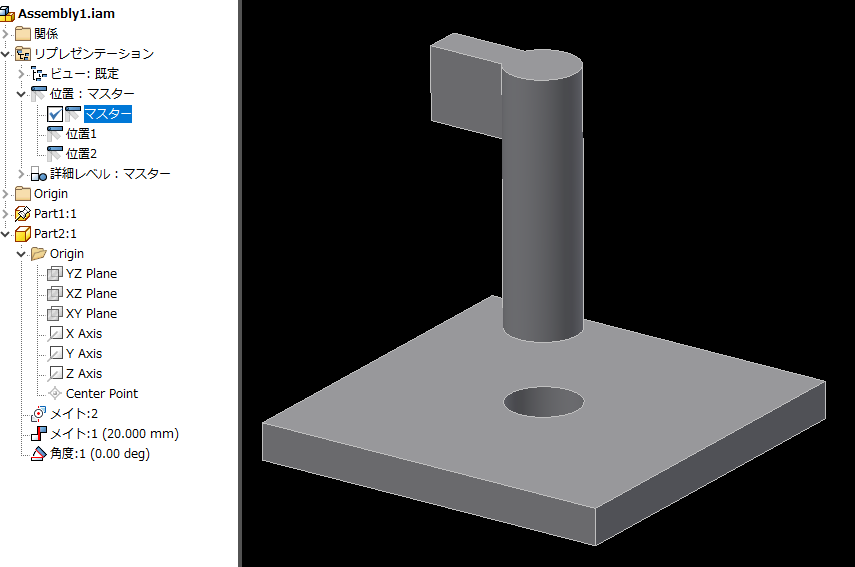 Assembly1.iam
関係
リプレゼンテーション
ビュー: 既定
位置：マスター
マスター
位置1
位置2
詳細レベル：マスター
Origin
Part1:1
Part2:1
Origin
YZ Plane
XZ Plane
XY Plane
X Axis
Y Axis
Z Axis
Center Point
メイト:2
メイト:1 (20.000 mm)
角度:1 (0.00 deg)